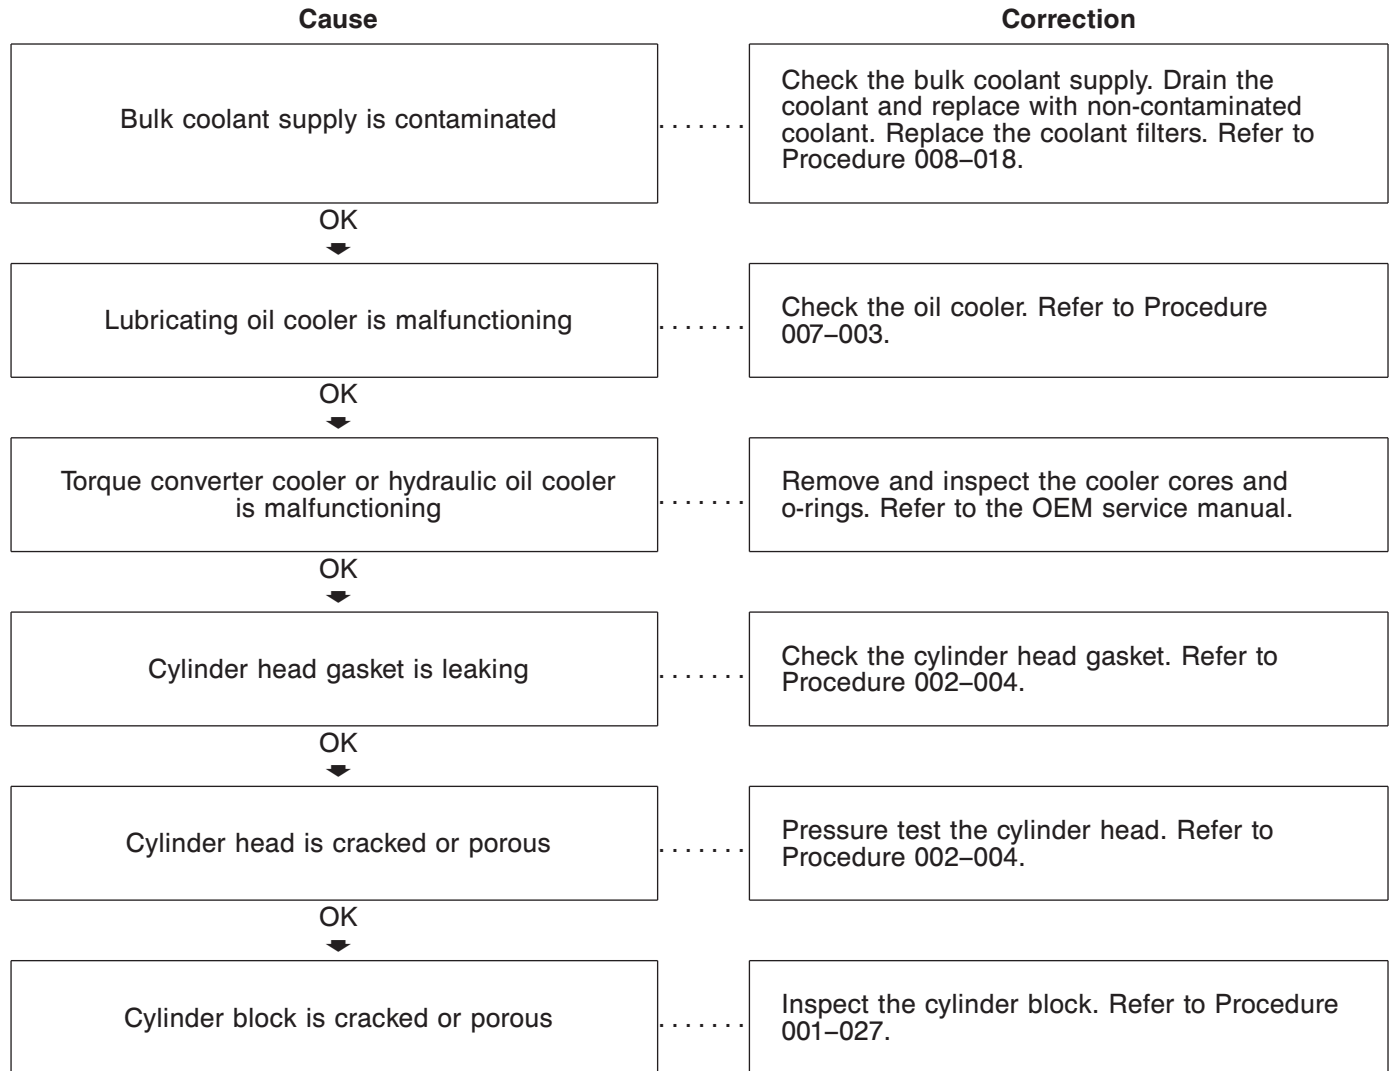 Cause
Correction
Bulk coolant supply is contaminated
. . . . . . .
Check the bulk coolant supply. Drain the
coolant and replace with non-contaminated
coolant. Replace the coolant filters. Refer to
Procedure 008–018.
OK
Lubricating oil cooler is malfunctioning
. . . . . . .
Check the oil cooler. Refer to Procedure
007–003.
OK
Torque converter cooler or hydraulic oil cooler
is malfunctioning
. . . . . . .
Remove and inspect the cooler cores and
o-rings. Refer to the OEM service manual.
OK
Cylinder head gasket is leaking
. . . . . . .
Check the cylinder head gasket. Refer to
Procedure 002–004.
OK
Cylinder head is cracked or porous
. . . . . . .
Pressure test the cylinder head. Refer to
Procedure 002–004.
OK
Cylinder block is cracked or porous
. . . . . . .
Inspect the cylinder block. Refer to Procedure
001–027.